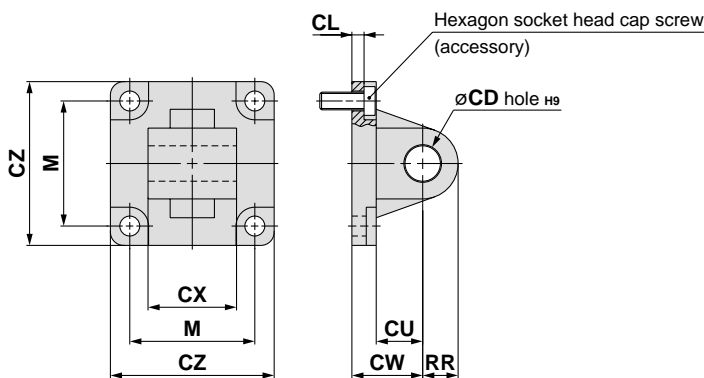 CL
Hexagon socket head cap screw
(accessory)
øCD hole H9
CZ
M
CX
M
CZ
CU
CW
RR